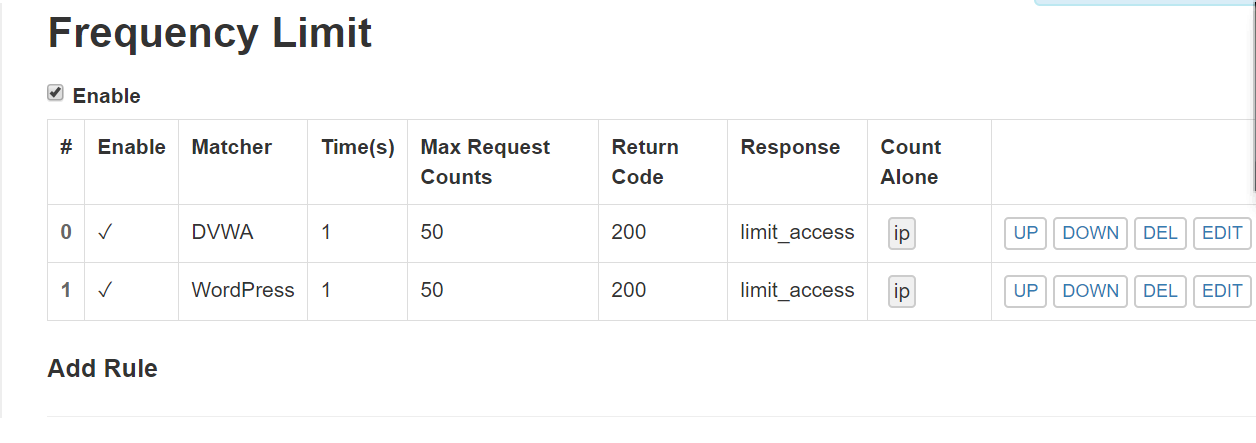 Frequency Limit
Enable
# Enable Matcher Time(s) Max Request Counts Return Code Response Count Alone
0 ✓ DVWA 1 50 200 limit_access ip UP DOWN DEL EDIT
1 ✓ WordPress 1 50 200 limit_access ip UP DOWN DEL EDIT
Add Rule